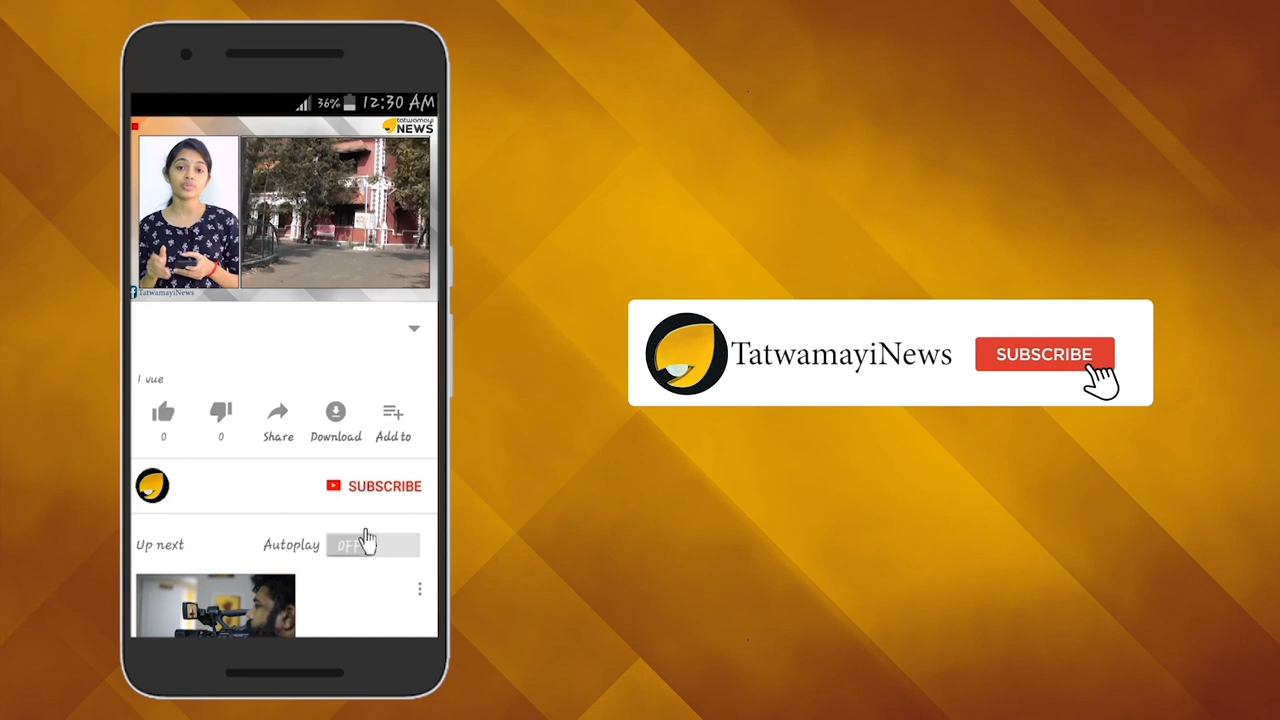 36% 12:30 AM
tatwamayi
NEWS
TatwamayiNews
1 vue
0 0 Share Download Add to
SUBSCRIBE
Up next Autoplay OFF
TatwamayiNews SUBSCRIBE